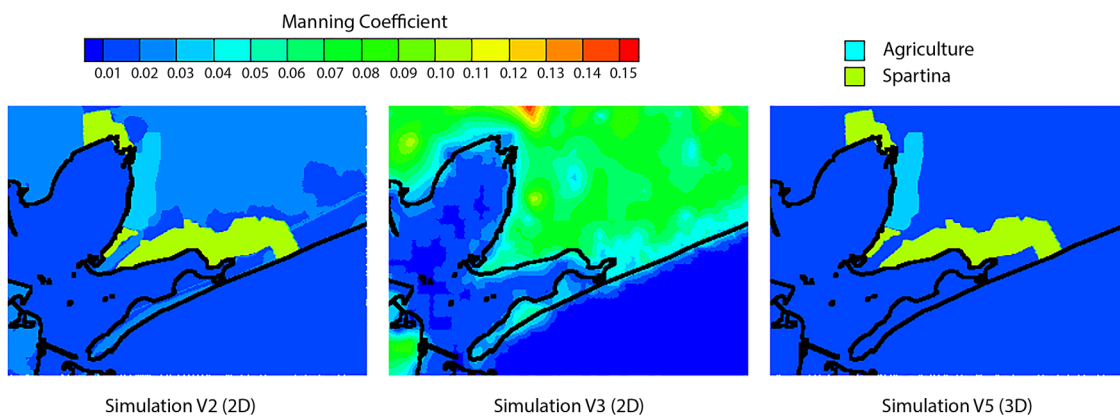 Manning Coefficient
0.01 0.02 0.03 0.04 0.05 0.06 0.07 0.08 0.09 0.10 0.11 0.12 0.13 0.14 0.15
Agriculture
Spartina
Simulation V2 (2D)
Simulation V3 (2D)
Simulation V5 (3D)